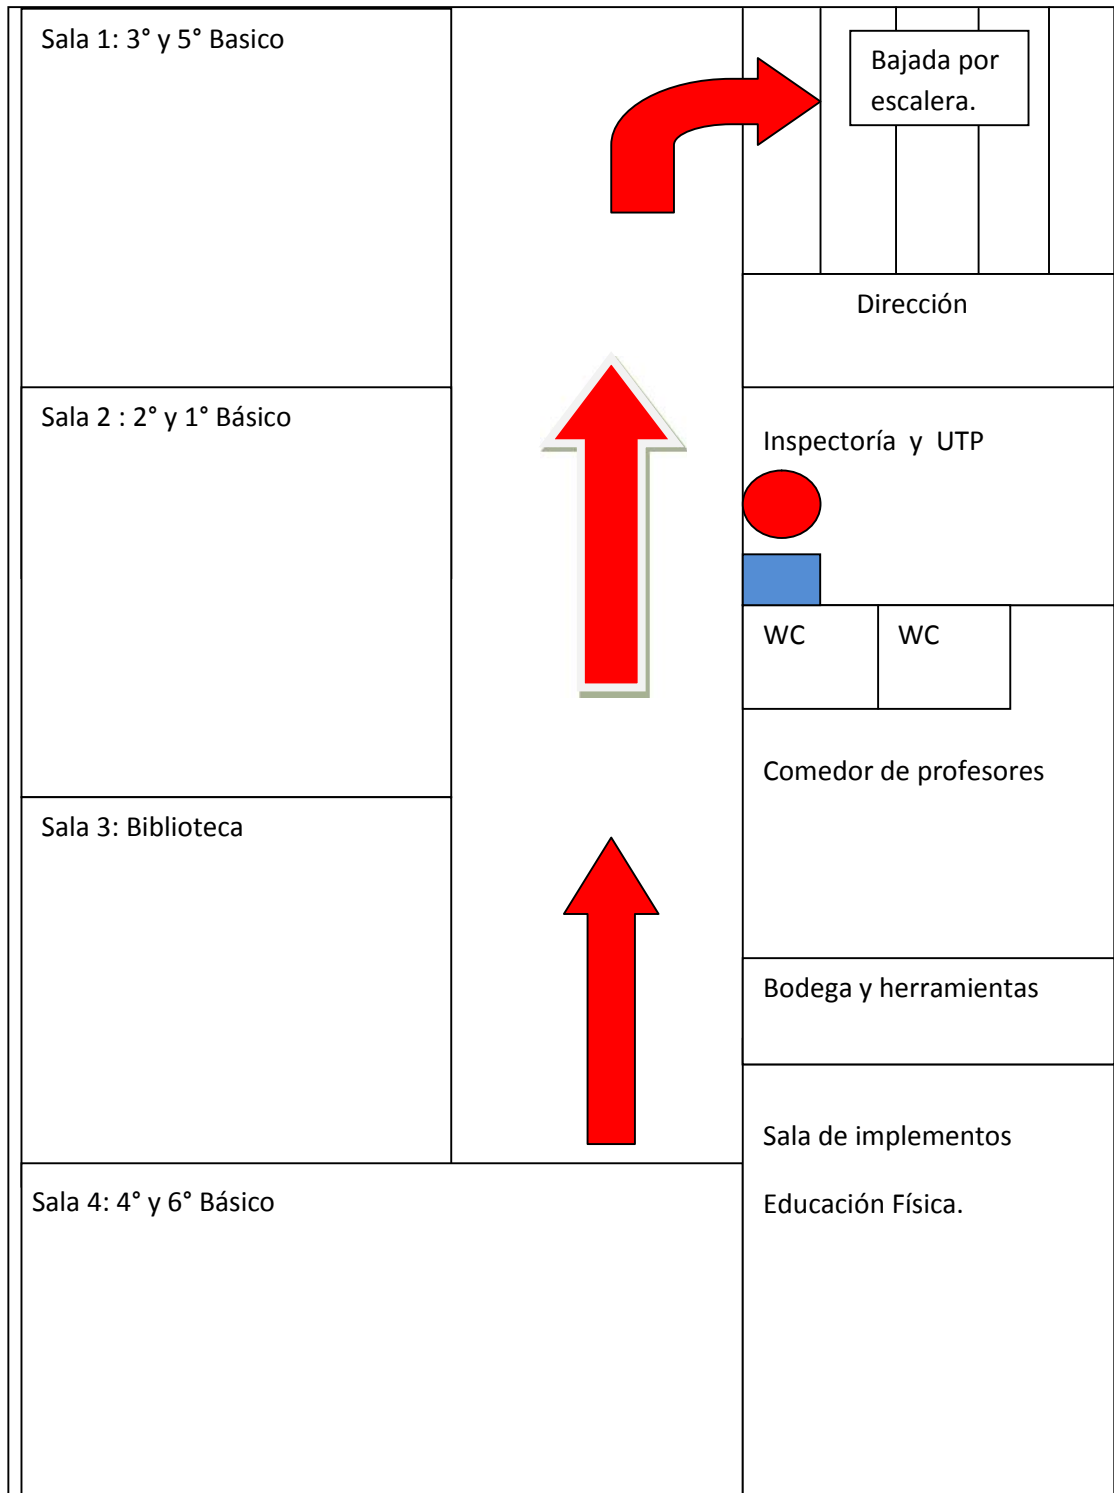 Sala 1: 3° y 5° Basico
Bajada por
escalera.
Dirección
Sala 2 : 2° y 1° Básico
Inspectoría y UTP
WC
WC
Comedor de profesores
Sala 3: Biblioteca
Bodega y herramientas
Sala de implementos
Educación Física.
Sala 4: 4° y 6° Básico